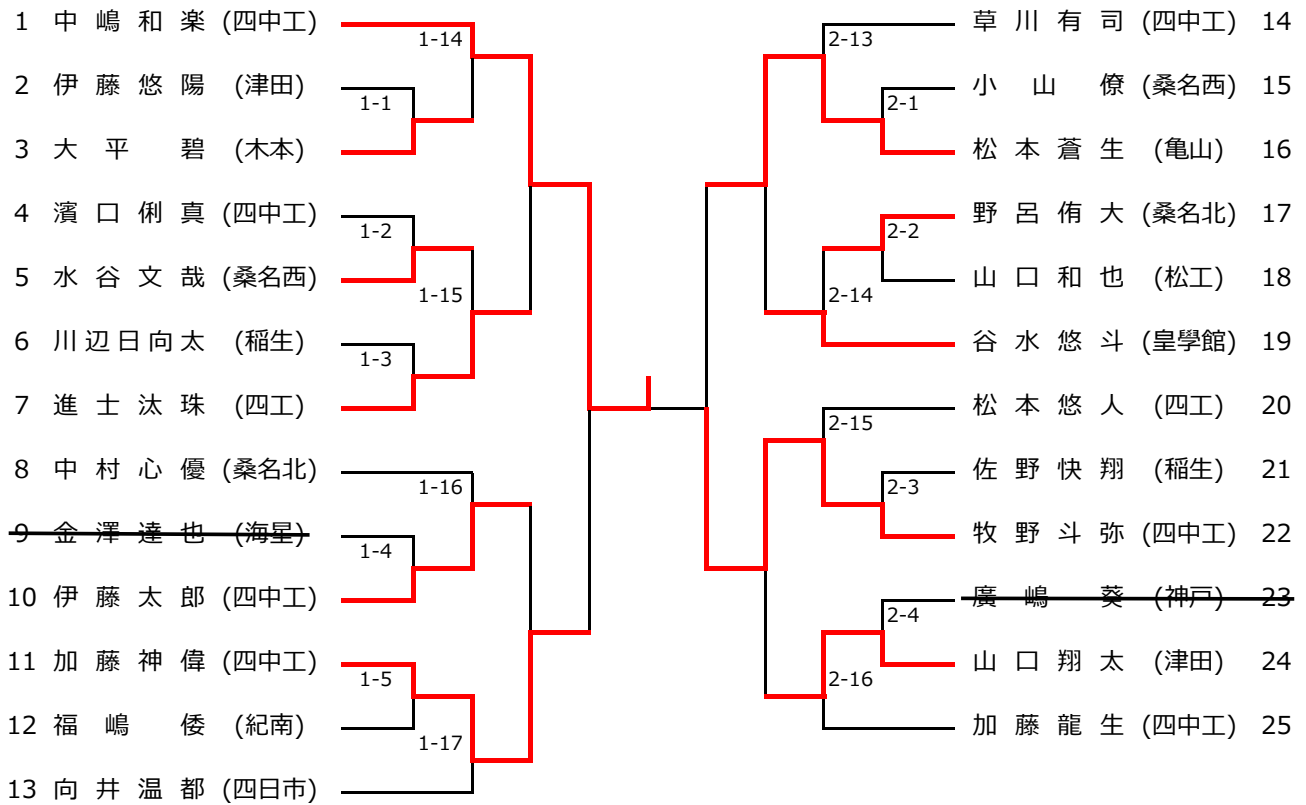 1 中嶋和楽 (四中工)
1-14
2 伊藤悠陽 (津田)
1-1
3 大平碧 (木本)
4 濱口俐真 (四中工)
1-2
5 水谷文哉 (桑名西)
1-15
6 川辺日向太 (稲生)
1-3
7 進士汰珠 (四工)
8 中村心優 (桑名北)
1-16
9 金澤達也 (海星)
1-4
10 伊藤太郎 (四中工)
11 加藤神偉 (四中工)
1-5
12 福嶋倭 (紀南)
1-17
13 向井温都 (四日市)
草川有司 (四中工) 14
2-13
小山僚 (桑名西) 15
2-1
松本蒼生 (亀山) 16
野呂侑大 (桑名北) 17
2-2
山口和也 (松工) 18
2-14
谷水悠斗 (皇學館) 19
松本悠人 (四工) 20
2-15
佐野快翔 (稲生) 21
2-3
牧野斗弥 (四中工) 22
廣嶋葵 (神戸) 23
2-4
山口翔太 (津田) 24
2-16
加藤龍生 (四中工) 25